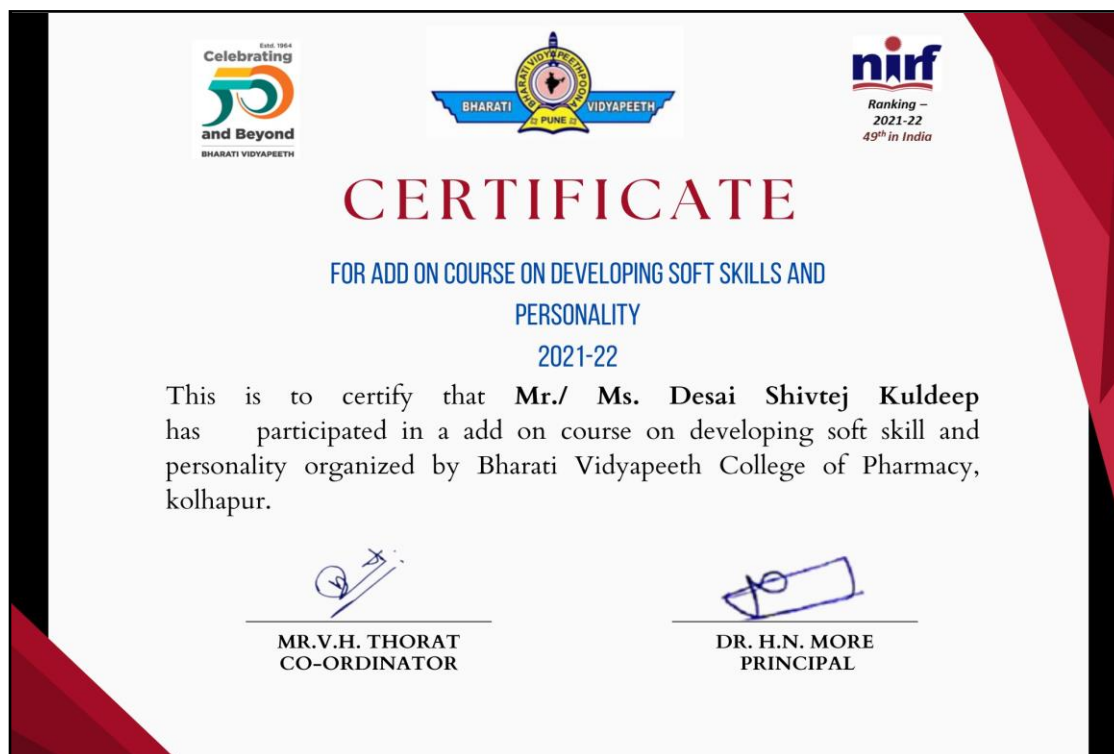 Estd. 1964
Celebrating
50
and Beyond
BHARATI VIDYAPEETH
BHARATI VIDYAPEETH POONA
BHARATI VIDYAPEETH
PUNE
nirf
Ranking –
2021-22
49th in India
CERTIFICATE
FOR ADD ON COURSE ON DEVELOPING SOFT SKILLS AND
PERSONALITY
2021-22
This is to certify that Mr./ Ms. Desai Shivtej Kuldeep
has participated in a add on course on developing soft skill and
personality organized by Bharati Vidyapeeth College of Pharmacy,
kolhapur.
MR.V.H. THORAT
CO-ORDINATOR
DR. H.N. MORE
PRINCIPAL